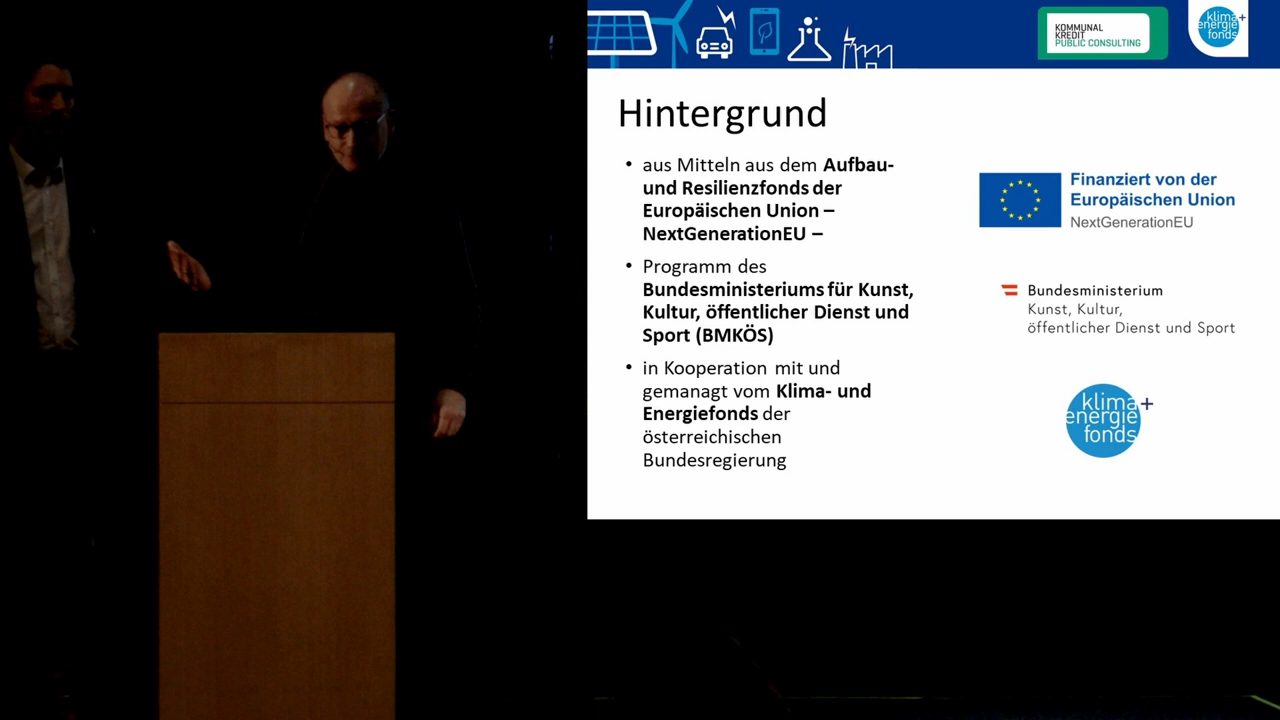 KOMMUNAL
KREDIT
PUBLIC CONSULTING
klima+
energie
fonds
Hintergrund
• aus Mitteln aus dem Aufbau-
und Resilienzfonds der
Europäischen Union –
NextGenerationEU –
• Programm des
Bundesministeriums für Kunst,
Kultur, öffentlicher Dienst und
Sport (BMKÖS)
• in Kooperation mit und
gemanagt vom Klima- und
Energiefonds der
österreichischen
Bundesregierung
Finanziert von der
Europäischen Union
NextGenerationEU
Bundesministerium
Kunst, Kultur,
öffentlicher Dienst und Sport
klima+
energie
fonds